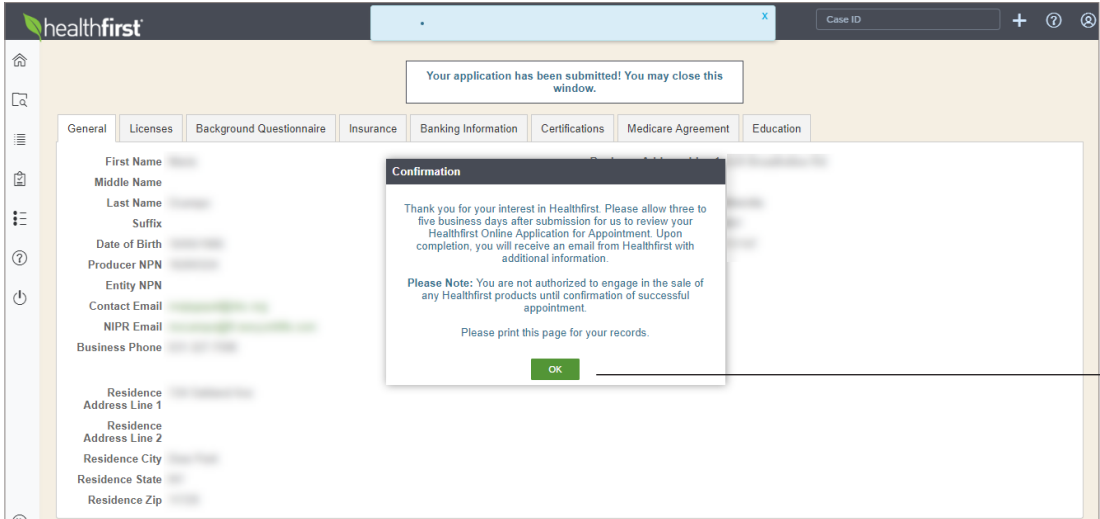 healthfirst
x
Case ID
Your application has been submitted! You may close this
window.
General Licenses Background Questionnaire Insurance Banking Information Certifications Medicare Agreement Education
First Name
Middle Name
Last Name
Suffix
Date of Birth
Producer NPN
Entity NPN
Contact Email
NIPR Email
Business Phone
Residence
Address Line 1
Residence
Address Line 2
Residence City
Residence State
Residence Zip
Confirmation
Thank you for your interest in Healthfirst. Please allow three to
five business days after submission for us to review your
Healthfirst Online Application for Appointment. Upon
completion, you will receive an email from Healthfirst with
additional information.
Please Note: You are not authorized to engage in the sale of
any Healthfirst products until confirmation of successful
appointment.
Please print this page for your records.
OK